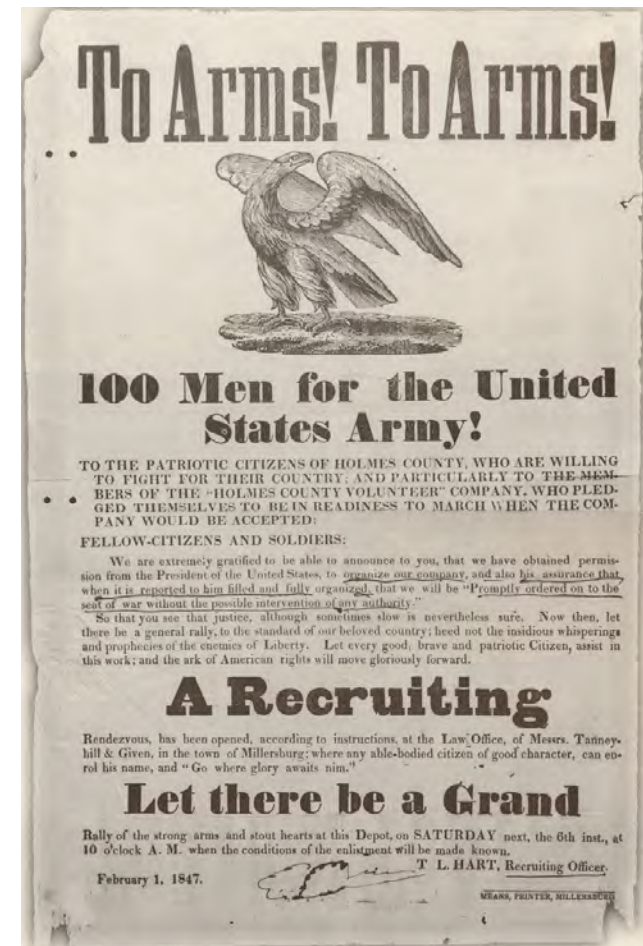 To Arms! To Arms!
100 Men for the United
States Army!
TO THE PATRIOTIC CITIZENS OF HOLMES COUNTY, WHO ARE WILLING
TO FIGHT FOR THEIR COUNTRY; AND PARTICULARLY TO THE MEM-
BERS OF THE "HOLMES COUNTY VOLUNTEER" COMPANY, WHO PLED-
GED THEMSELVES TO BE IN READINESS TO MARCH WHEN THE COM-
PANY WOULD BE ACCEPTED:
FELLOW-CITIZENS AND SOLDIERS:
We are extremely gratified to be able to announce to you, that we have obtained permis-
sion from the President of the United States, to organize our company, and also his assurance that,
when it is reported to him filled and fully organized, that we will be "Promptly ordered on to the
seat of war without the possible intervention of any authority."
So that you see that justice, although sometimes slow is nevertheless sure. Now then, let
there be a general rally, to the standard of our beloved country; heed not the insidious whisperings
and prophecies of the enemies of Liberty. Let every good, brave and patriotic Citizen, assist in
this work; and the ark of American rights will move gloriously forward.
A Recruiting
Rendezvous, has been opened, according to instructions, at the Law Office, of Messrs. Tanney-
hill & Given, in the town of Millersburg; where any able-bodied citizen of good character, can en-
rol his name, and "Go where glory awaits him."
Let there be a Grand
Rally of the strong arms and stout hearts at this Depot, on SATURDAY next, the 6th inst., at
10 o'clock A. M. when the conditions of the enlistment will be made known.
T L. HART, Recruiting Officer.
February 1, 1847.
MEANS, PRINTER, MILLERSBURG